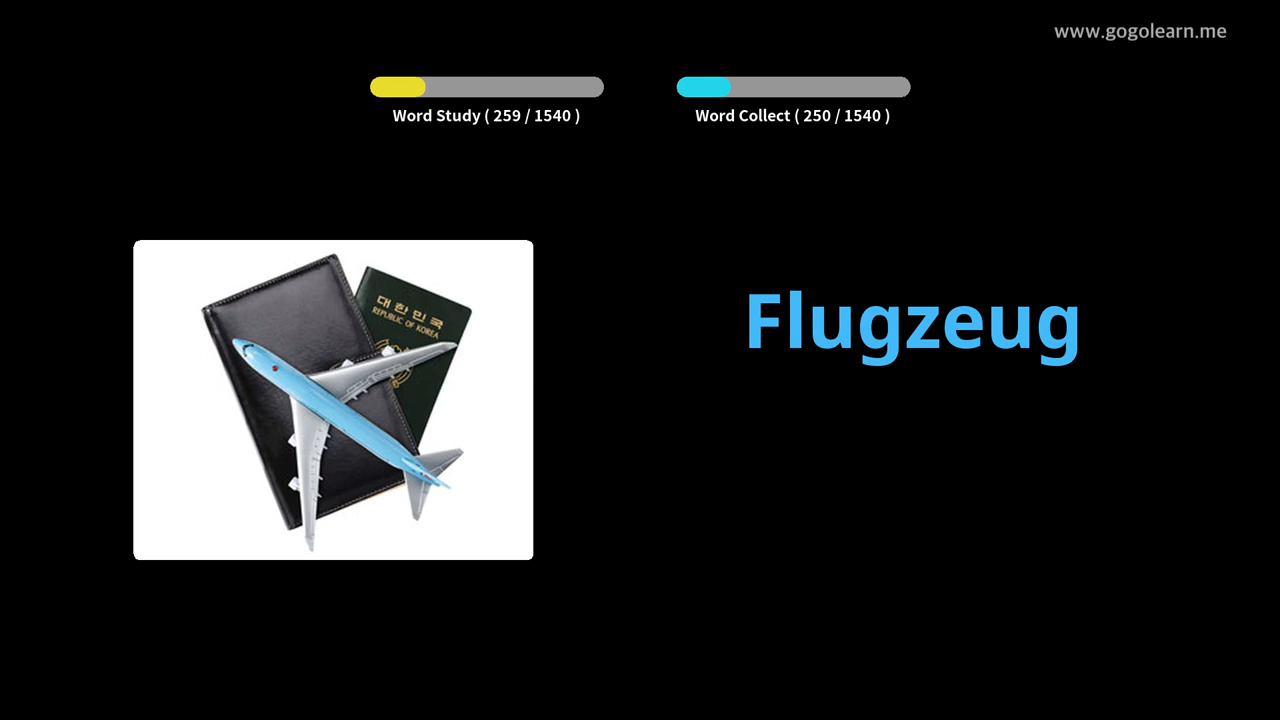 www.gogolearn.me
Word Study ( 259 / 1540 )
Word Collect ( 250 / 1540 )
대한민국
REPUBLIC OF KOREA
Flugzeug